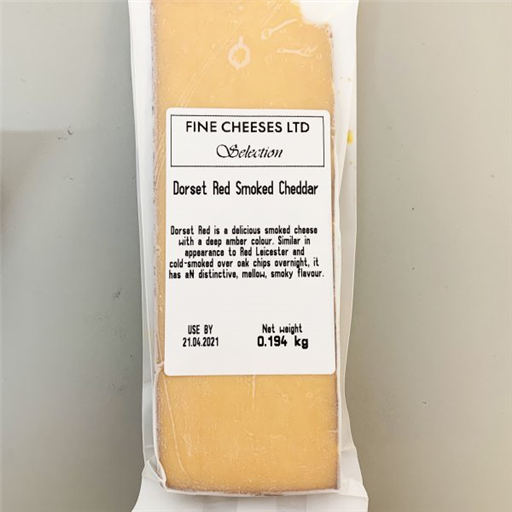 FINE CHEESES LTD
Selection
Dorset Red Smoked Cheddar
Dorset Red is a delicious smoked cheese
with a deep amber colour. Similar in
appearance to Red Leicester and
cold-smoked over oak chips overnight, it
has aN distinctive, mellow, smoky flavour.
USE BY Net weight
21.04.2021 0.194 kg